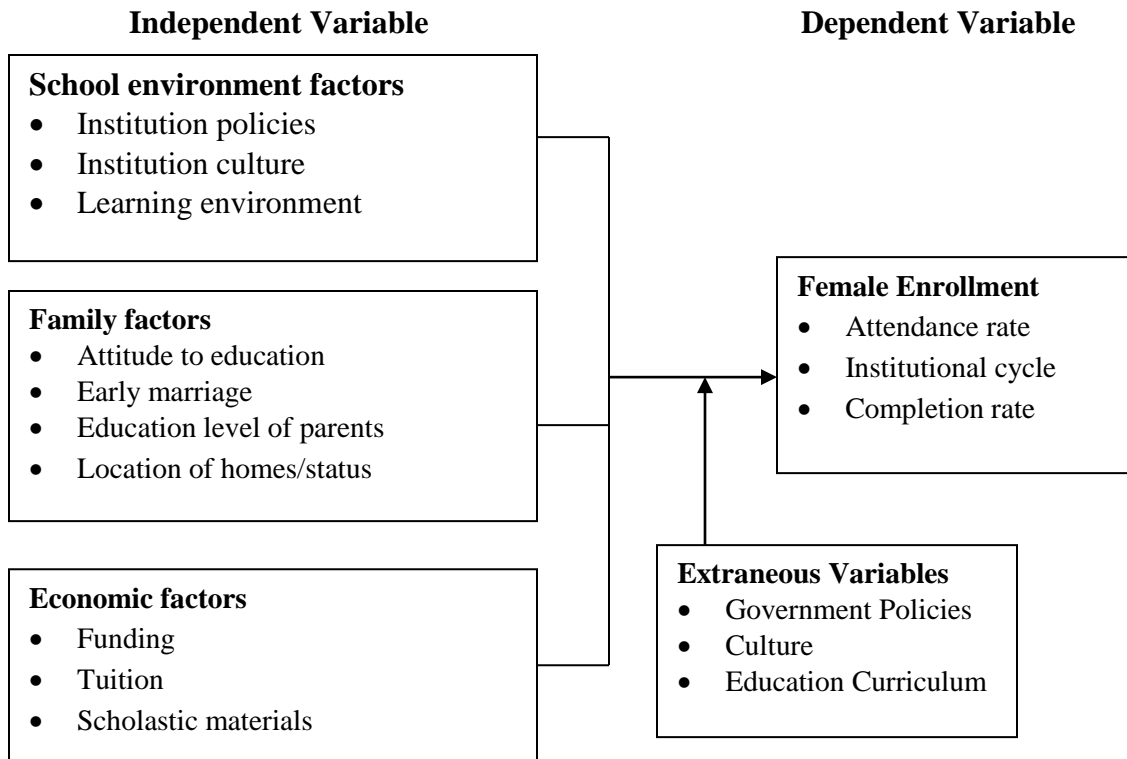 Independent Variable
Dependent Variable
School environment factors
• Institution policies
• Institution culture
• Learning environment
Family factors
• Attitude to education
• Early marriage
• Education level of parents
• Location of homes/status
Economic factors
• Funding
• Tuition
• Scholastic materials
Female Enrollment
• Attendance rate
• Institutional cycle
• Completion rate
Extraneous Variables
• Government Policies
• Culture
• Education Curriculum